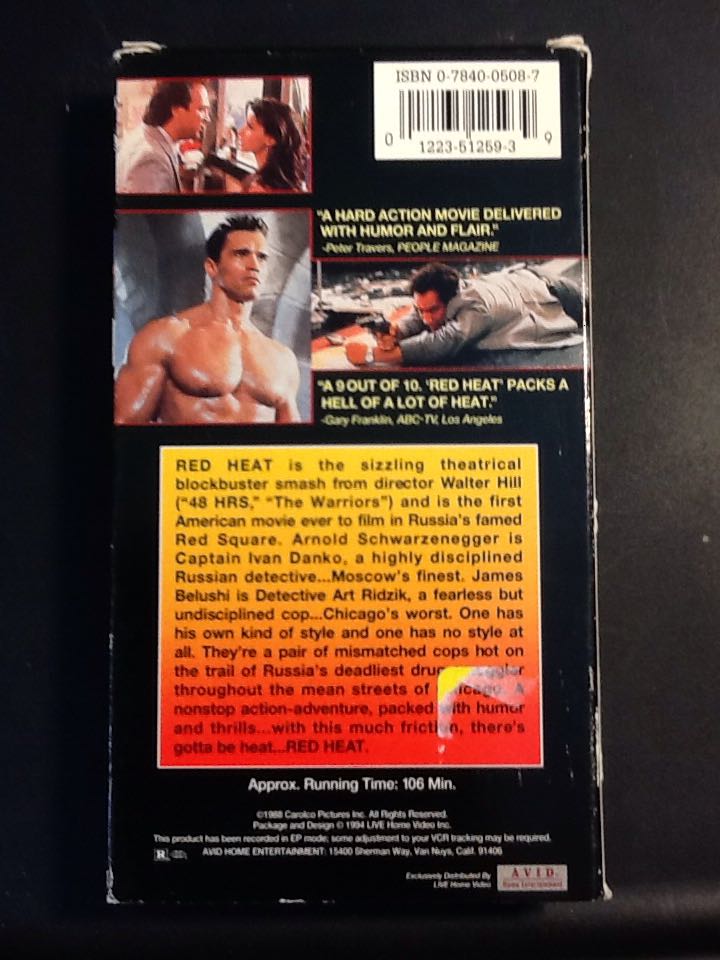 ISBN 0-7840-0508-7
0 1223-51259-3 9
"A HARD ACTION MOVIE DELIVERED
WITH HUMOR AND FLAIR."
-Peter Travers, PEOPLE MAGAZINE
"A 9 OUT OF 10. 'RED HEAT' PACKS A
HELL OF A LOT OF HEAT."
-Gary Franklin, ABC-TV, Los Angeles
RED HEAT is the sizzling theatrical
blockbuster smash from director Walter Hill
("48 HRS," "The Warriors") and is the first
American movie ever to film in Russia's famed
Red Square. Arnold Schwarzenegger is
Captain Ivan Danko, a highly disciplined
Russian detective...Moscow's finest. James
Belushi is Detective Art Ridzik, a fearless but
undisciplined cop...Chicago's worst. One has
his own kind of style and one has no style at
all. They're a pair of mismatched cops hot on
the trail of Russia's deadliest
throughout the mean streets of A
nonstop action-adventure, packed with humor
and thrills...with this much friction, there's
gotta be heat...RED HEAT.
Approx. Running Time: 106 Min.
©1988 Carolco Pictures Inc. All Rights Reserved.
Package and Design © 1994 LIVE Home Video Inc.
This product has been recorded in EP mode; some adjustment to your VCR tracking may be required.
R AVID HOME ENTERTAINMENT: 15400 Sherman Way, Van Nuys, Calif. 91406
Exclusively Distributed By
LIVE Home Video
AVID
Home Entertainment